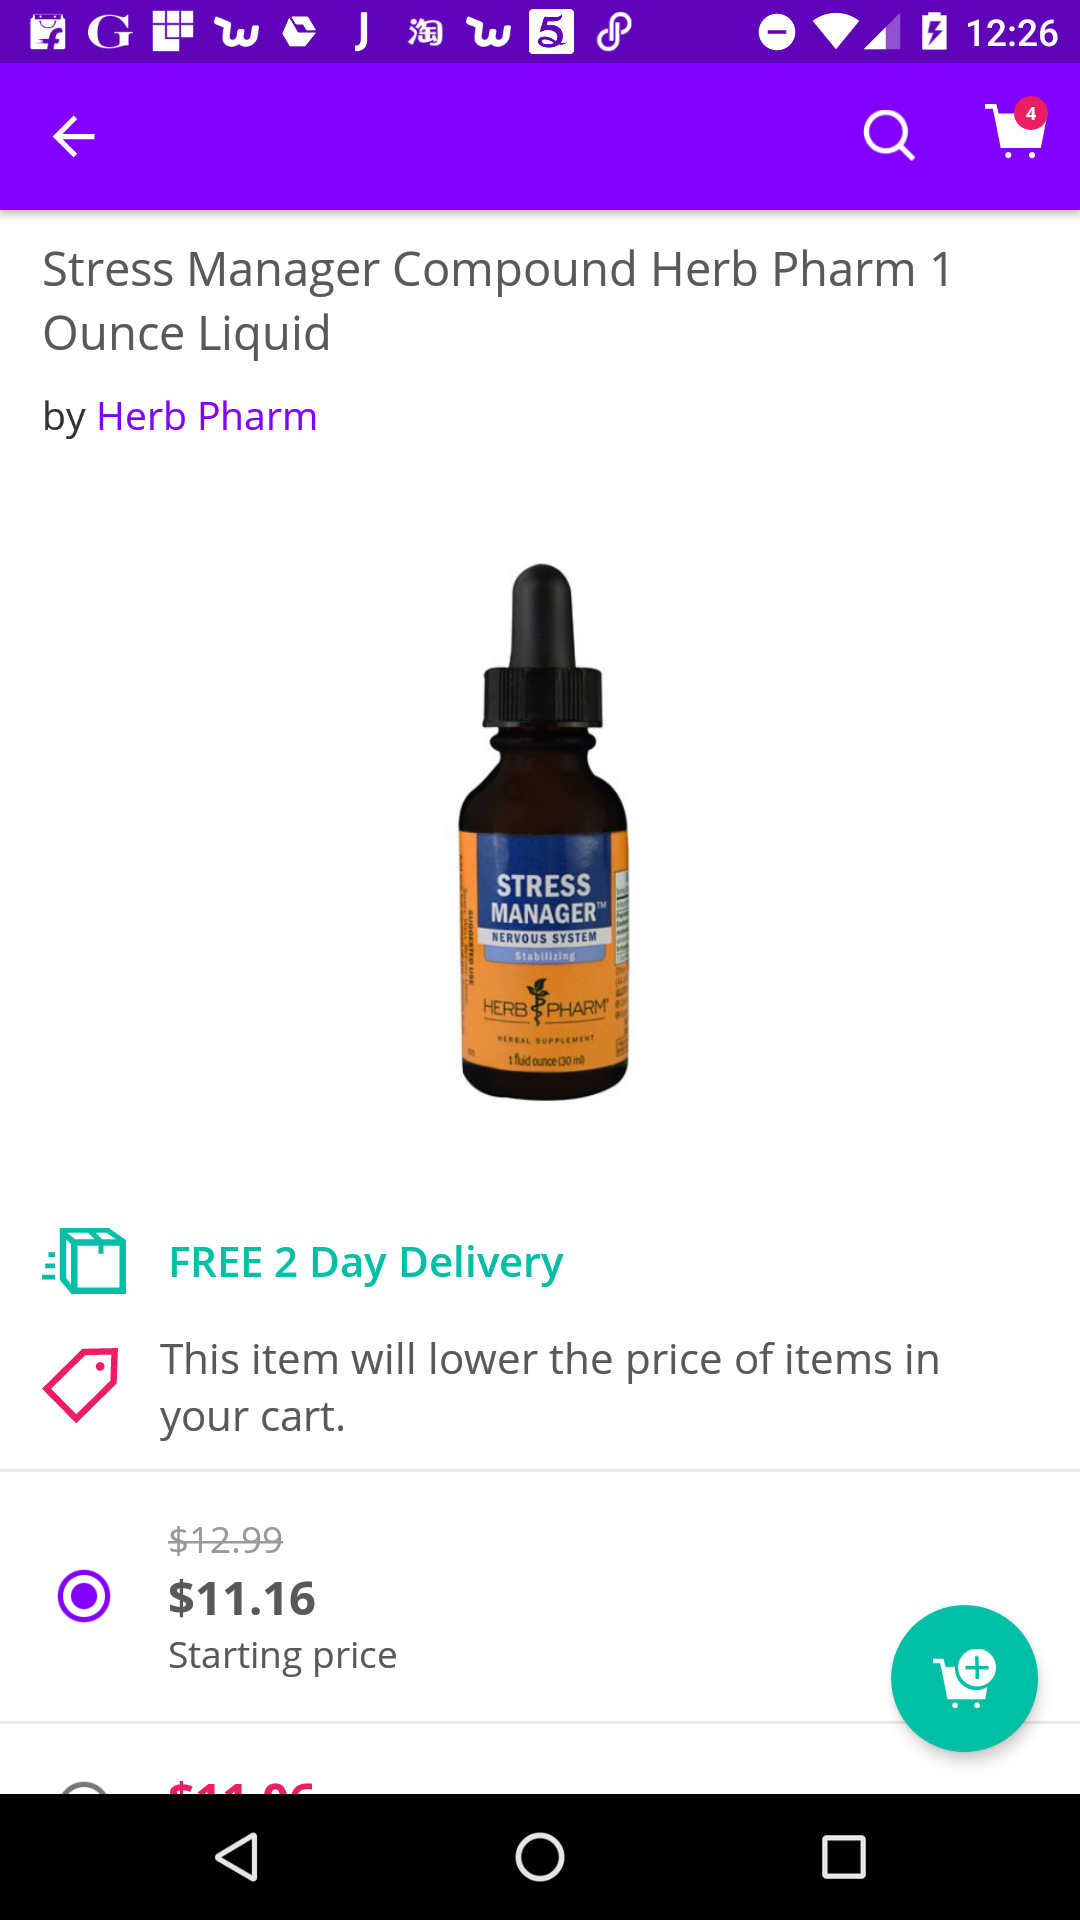 G J 淘 5 12:26
4
Stress Manager Compound Herb Pharm 1
Ounce Liquid
by Herb Pharm
STRESS
MANAGER™
NERVOUS SYSTEM
Stabilizing
SUGGESTED USE
HERB PHARM
HERBAL SUPPLEMENT
1 fluid ounce (30 ml)
FREE 2 Day Delivery
This item will lower the price of items in
your cart.
$12.99
$11.16
Starting price